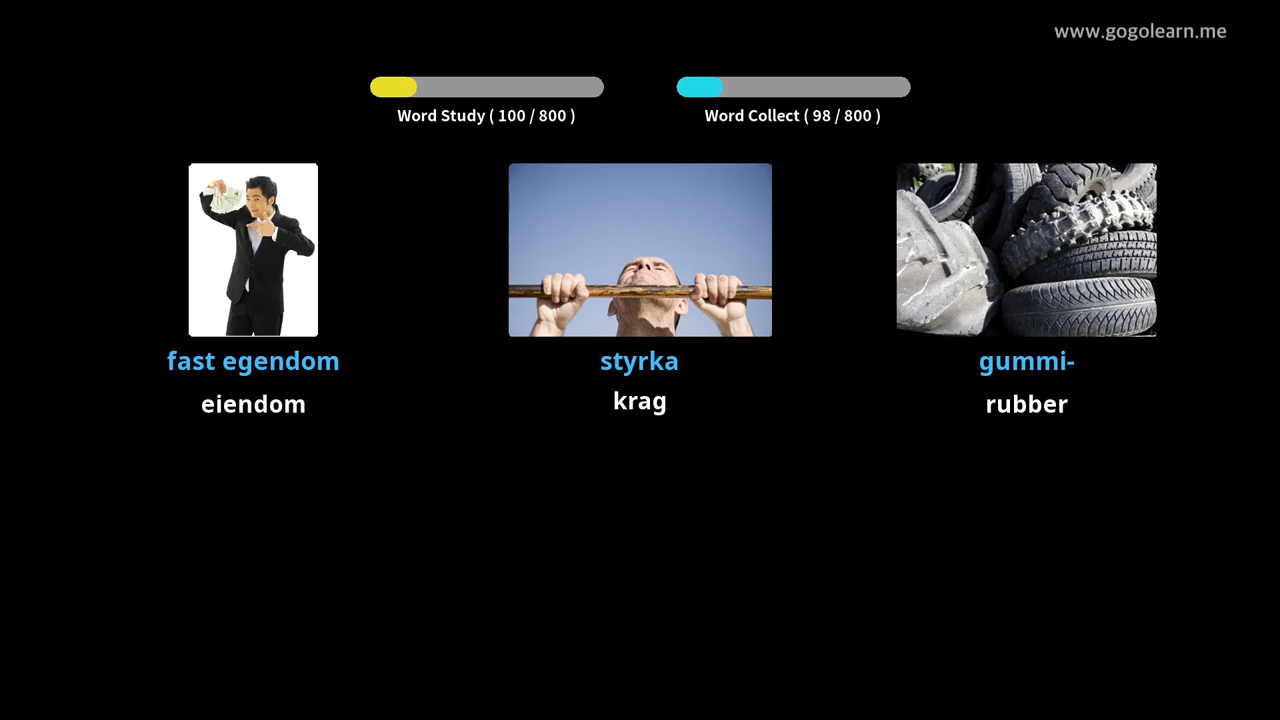 www.gogolearn.me
Word Study ( 100 / 800 )
Word Collect ( 98 / 800 )
fast egendom
styrka
gummi-
eiendom
krag
rubber